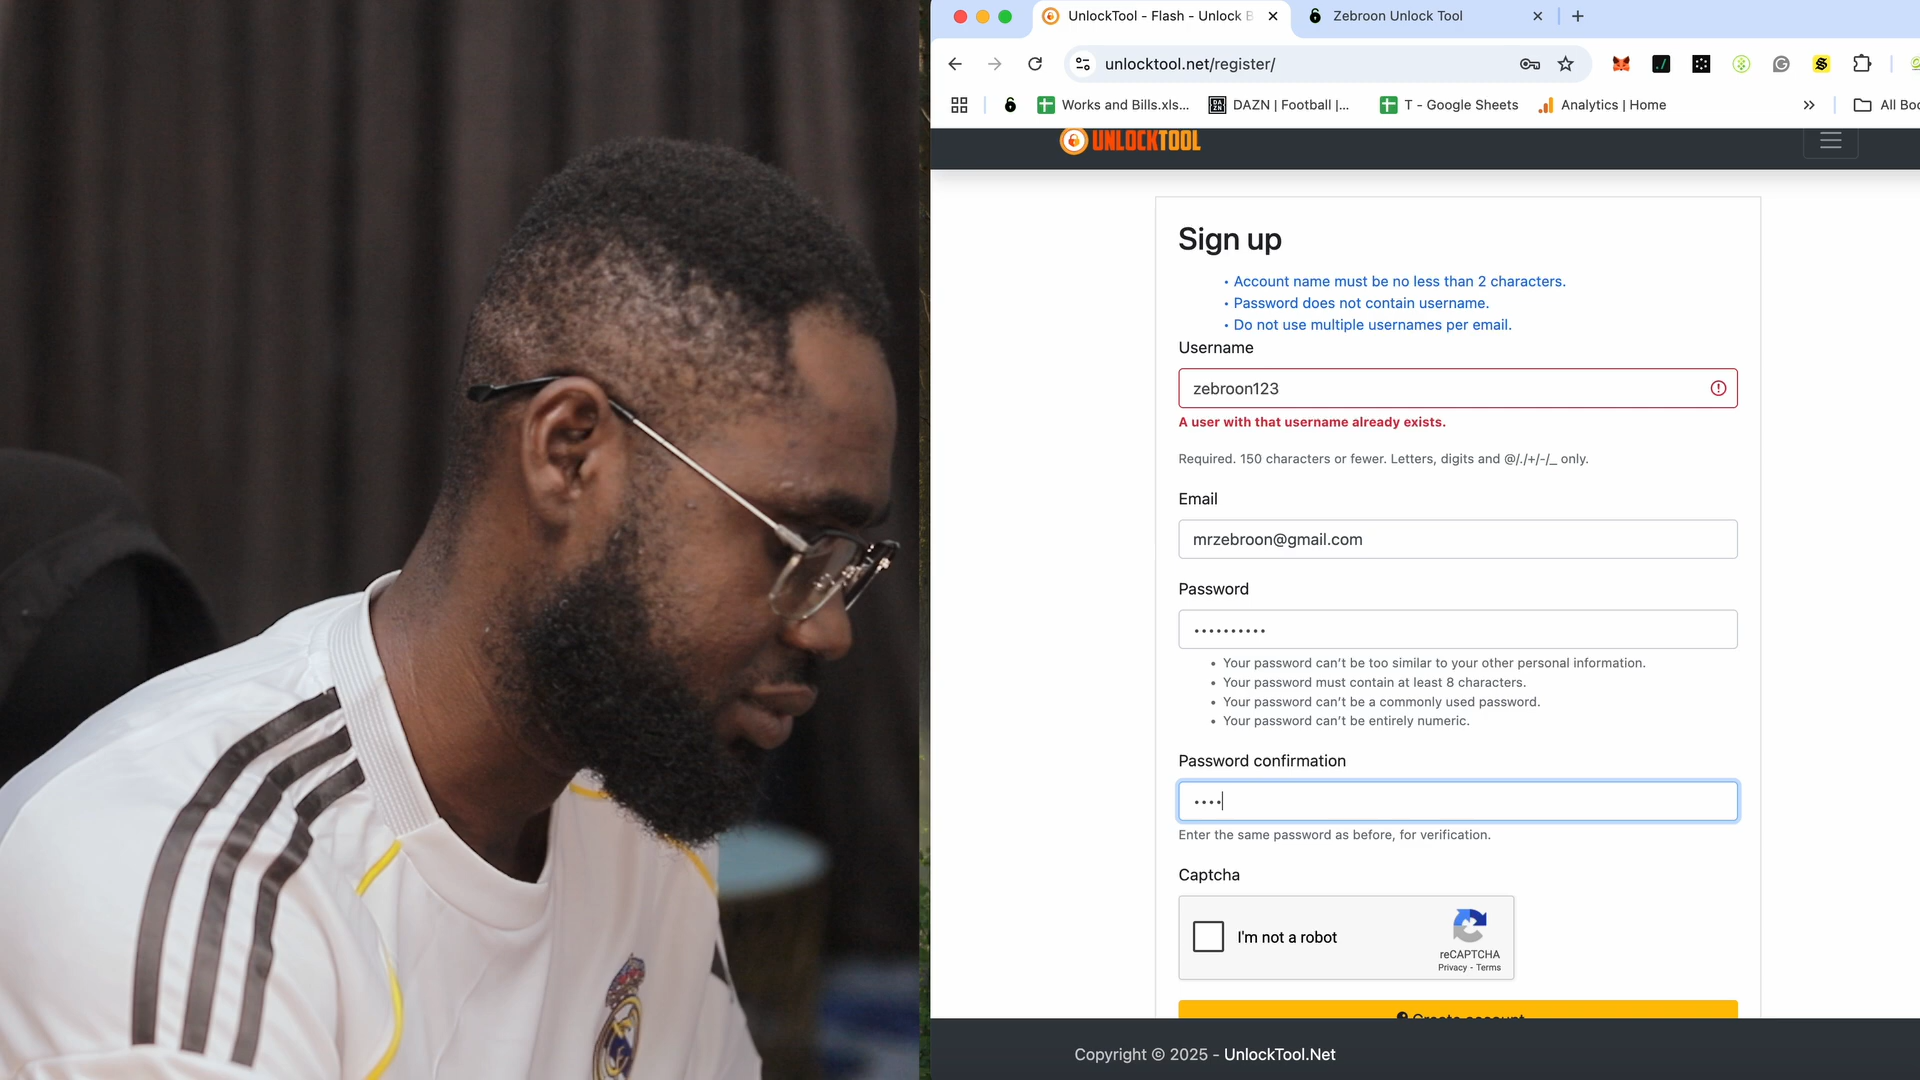 UnlockTool - Flash - Unlock B
Zebroon Unlock Tool
unlocktool.net/register/
Works and Bills.xls...
DAZN | Football |...
T - Google Sheets
Analytics | Home
All Boo
UNLOCKTOOL
Sign up
• Account name must be no less than 2 characters.
• Password does not contain username.
• Do not use multiple usernames per email.
Username
zebroon123
A user with that username already exists.
Required. 150 characters or fewer. Letters, digits and @/./+/-/_ only.
Email
mrzebroon@gmail.com
Password
••••••••••
• Your password can’t be too similar to your other personal information.
• Your password must contain at least 8 characters.
• Your password can’t be a commonly used password.
• Your password can’t be entirely numeric.
Password confirmation
••••
Enter the same password as before, for verification.
Captcha
I'm not a robot
reCAPTCHA
Privacy - Terms
Create account
Copyright © 2025 - UnlockTool.Net